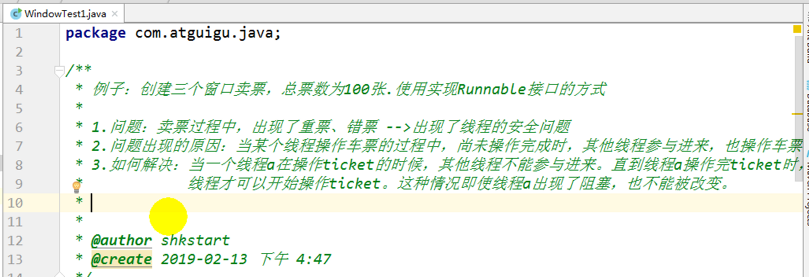 WindowTest1.java
1 package com.atguigu.java;
2
3 /**
4 * 例子：创建三个窗口卖票，总票数为100张.使用实现Runnable接口的方式
5 *
6 * 1.问题：卖票过程中，出现了重票、错票 -->出现了线程的安全问题
7 * 2.问题出现的原因：当某个线程操作车票的过程中，尚未操作完成时，其他线程参与进来，也操作车票
8 * 3.如何解决：当一个线程a在操作ticket的时候，其他线程不能参与进来。直到线程a操作完ticket时，
9 * 线程才可以开始操作ticket。这种情况即使线程a出现了阻塞，也不能被改变。
10 *
11 *
12 * @author shkstart
13 * @create 2019-02-13 下午 4:47
14 */